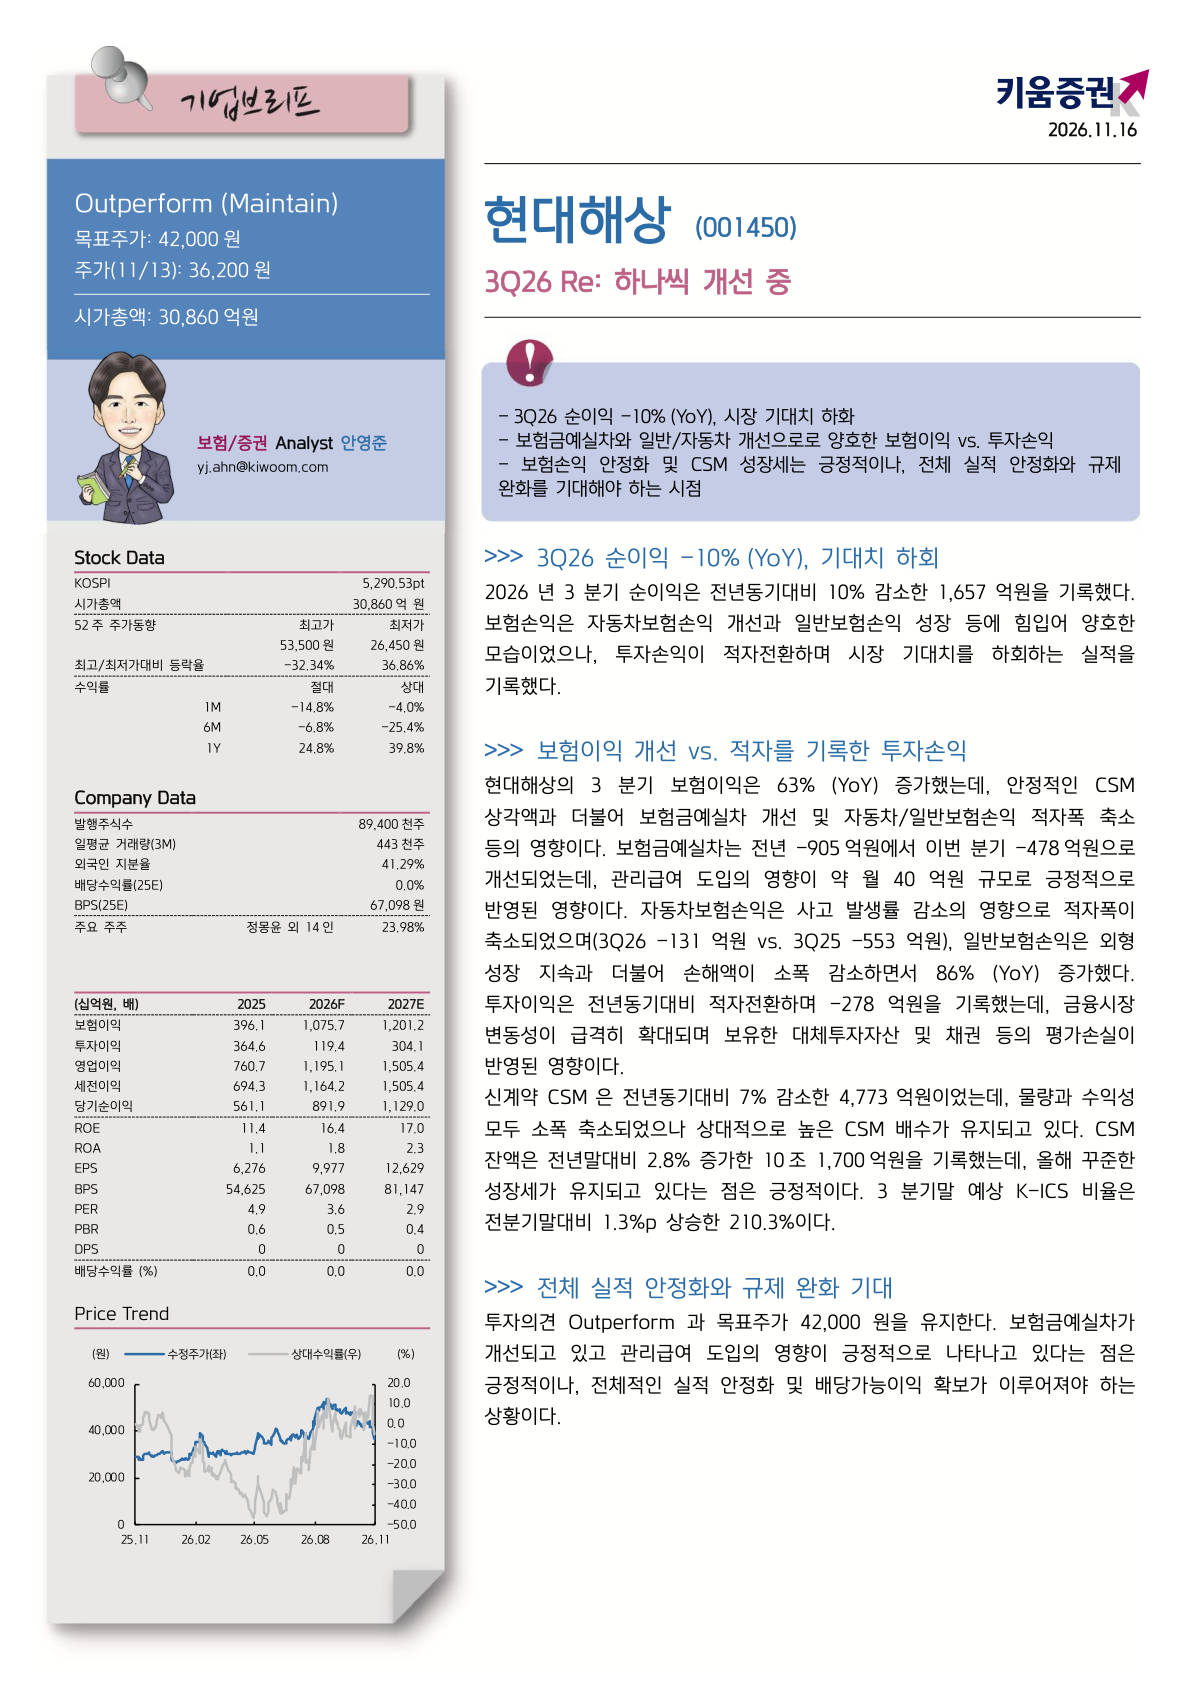 기업브리프
키움증권
2026.11.16
Outperform (Maintain)
목표주가: 42,000 원
주가(11/13): 36,200 원
시가총액: 30,860 억원
보험/증권 Analyst 안영준
yj.ahn@kiwoom.com
Stock Data
KOSPI 5,290.53pt
시가총액 30,860 억 원
52 주 주가동향 최고가 최저가
53,500 원 26,450 원
최고/최저가대비 등락율 -32.34% 36.86%
수익률 절대 상대
1M -14.8% -4.0%
6M -6.8% -25.4%
1Y 24.8% 39.8%
Company Data
발행주식수 89,400 천주
일평균 거래량(3M) 443 천주
외국인 지분율 41.29%
배당수익률(25E) 0.0%
BPS(25E) 67,098 원
주요 주주 정몽윤 외 14 인 23.98%
(십억원, 배) 2025 2026F 2027E
보험이익 396.1 1,075.7 1,201.2
투자이익 364.6 119.4 304.1
영업이익 760.7 1,195.1 1,505.4
세전이익 694.3 1,164.2 1,505.4
당기순이익 561.1 891.9 1,129.0
ROE 11.4 16.4 17.0
ROA 1.1 1.8 2.3
EPS 6,276 9,977 12,629
BPS 54,625 67,098 81,147
PER 4.9 3.6 2.9
PBR 0.6 0.5 0.4
DPS 0 0 0
배당수익률 (%) 0.0 0.0 0.0
Price Trend
(원) 수정주가(좌) 상대수익률(우) (%)
60,000
40,000
20,000
0
20.0
10.0
0.0
-10.0
-20.0
-30.0
-40.0
-50.0
25.11 26.02 26.05 26.08 26.11
현대해상 (001450)
3Q26 Re: 하나씩 개선 중
- 3Q26 순이익 -10% (YoY), 시장 기대치 하화
- 보험금예실차와 일반/자동차 개선으로로 양호한 보험이익 vs. 투자손익
- 보험손익 안정화 및 CSM 성장세는 긍정적이나, 전체 실적 안정화와 규제
완화를 기대해야 하는 시점
>>> 3Q26 순이익 -10% (YoY), 기대치 하회
2026 년 3 분기 순이익은 전년동기대비 10% 감소한 1,657 억원을 기록했다.
보험손익은 자동차보험손익 개선과 일반보험손익 성장 등에 힘입어 양호한
모습이었으나, 투자손익이 적자전환하며 시장 기대치를 하회하는 실적을
기록했다.
>>> 보험이익 개선 vs. 적자를 기록한 투자손익
현대해상의 3 분기 보험이익은 63% (YoY) 증가했는데, 안정적인 CSM
상각액과 더불어 보험금예실차 개선 및 자동차/일반보험손익 적자폭 축소
등의 영향이다. 보험금예실차는 전년 -905 억원에서 이번 분기 -478 억원으로
개선되었는데, 관리급여 도입의 영향이 약 월 40 억원 규모로 긍정적으로
반영된 영향이다. 자동차보험손익은 사고 발생률 감소의 영향으로 적자폭이
축소되었으며(3Q26 -131 억원 vs. 3Q25 -553 억원), 일반보험손익은 외형
성장 지속과 더불어 손해액이 소폭 감소하면서 86% (YoY) 증가했다.
투자이익은 전년동기대비 적자전환하며 -278 억원을 기록했는데, 금융시장
변동성이 급격히 확대되며 보유한 대체투자자산 및 채권 등의 평가손실이
반영된 영향이다.
신계약 CSM 은 전년동기대비 7% 감소한 4,773 억원이었는데, 물량과 수익성
모두 소폭 축소되었으나 상대적으로 높은 CSM 배수가 유지되고 있다. CSM
잔액은 전년말대비 2.8% 증가한 10 조 1,700 억원을 기록했는데, 올해 꾸준한
성장세가 유지되고 있다는 점은 긍정적이다. 3 분기말 예상 K-ICS 비율은
전분기말대비 1.3%p 상승한 210.3%이다.
>>> 전체 실적 안정화와 규제 완화 기대
투자의견 Outperform 과 목표주가 42,000 원을 유지한다. 보험금예실차가
개선되고 있고 관리급여 도입의 영향이 긍정적으로 나타나고 있다는 점은
긍정적이나, 전체적인 실적 안정화 및 배당가능이익 확보가 이루어져야 하는
상황이다.